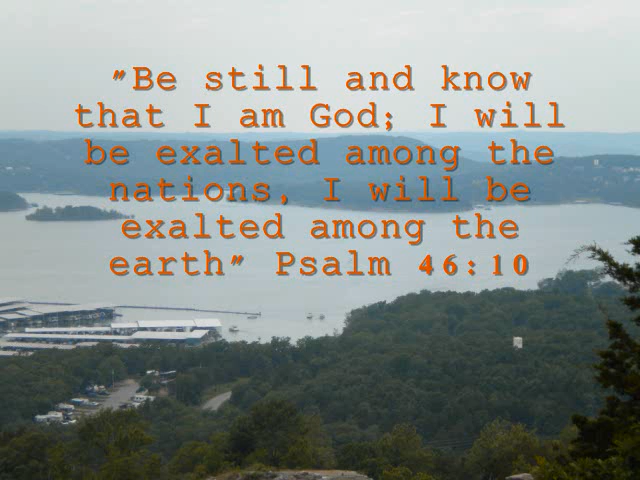 "Be still and know
that I am God; I will
be exalted among the
nations, I will be
exalted among the
earth" Psalm 46:10